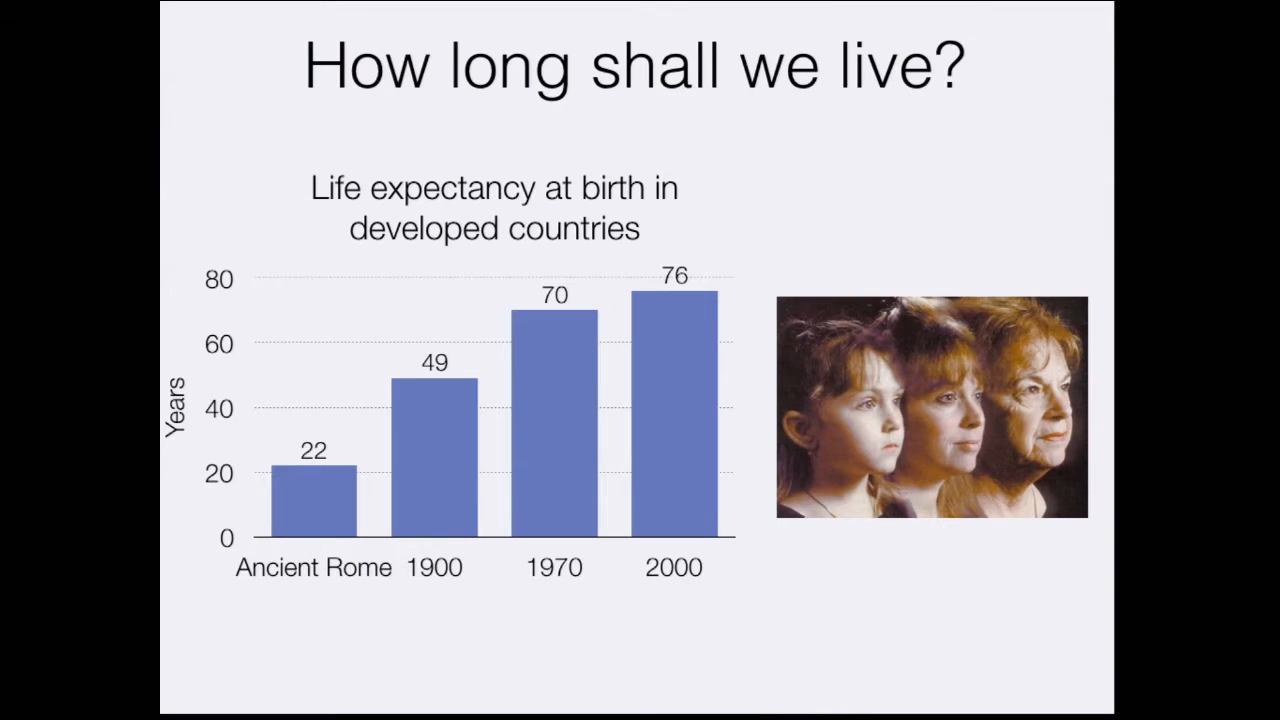 How long shall we live?
Life expectancy at birth in
developed countries
Years
80
60
40
20
0
22
49
70
76
Ancient Rome
1900
1970
2000